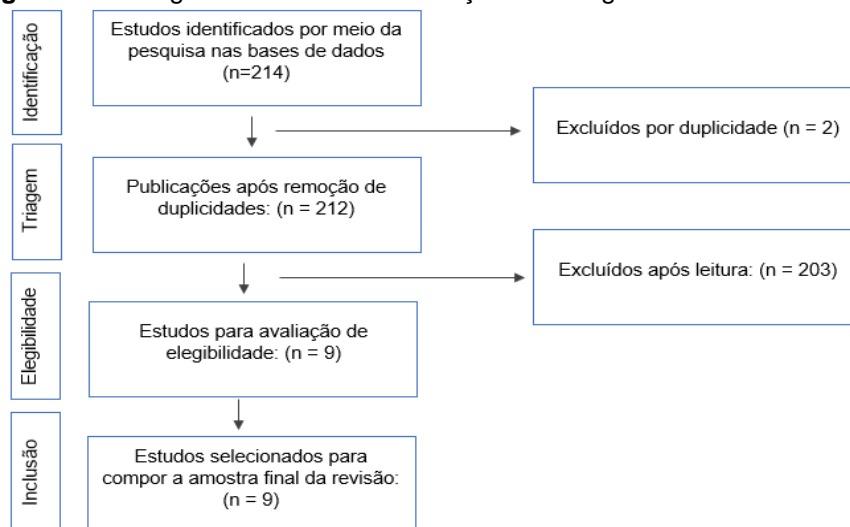 Identificação
Estudos identificados por meio da
pesquisa nas bases de dados
(n=214)
Excluídos por duplicidade (n = 2)
Triagem
Publicações após remoção de
duplicidades: (n = 212)
Excluídos após leitura: (n = 203)
Elegibilidade
Estudos para avaliação de
elegibilidade: (n = 9)
Inclusão
Estudos selecionados para
compor a amostra final da revisão:
(n = 9)